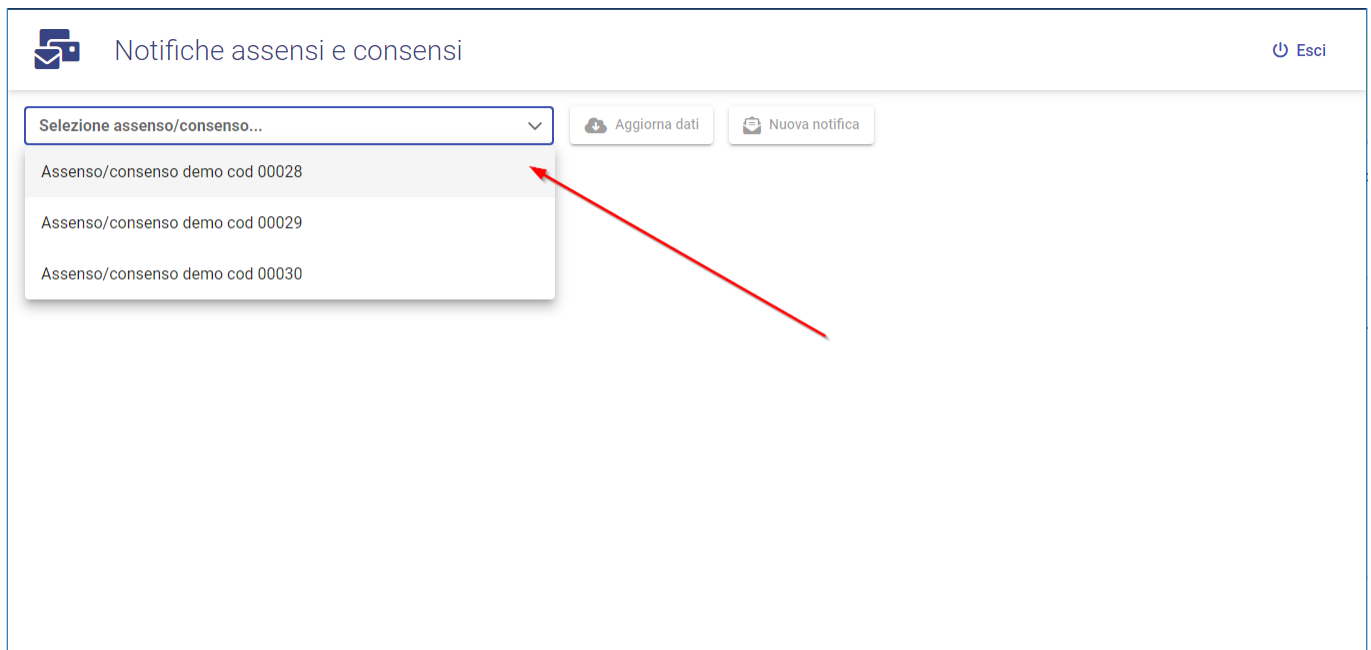 Notifiche assensi e consensi
Esci
Selezione assenso/consenso...
Aggiorna dati
Nuova notifica
Assenso/consenso demo cod 00028
Assenso/consenso demo cod 00029
Assenso/consenso demo cod 00030